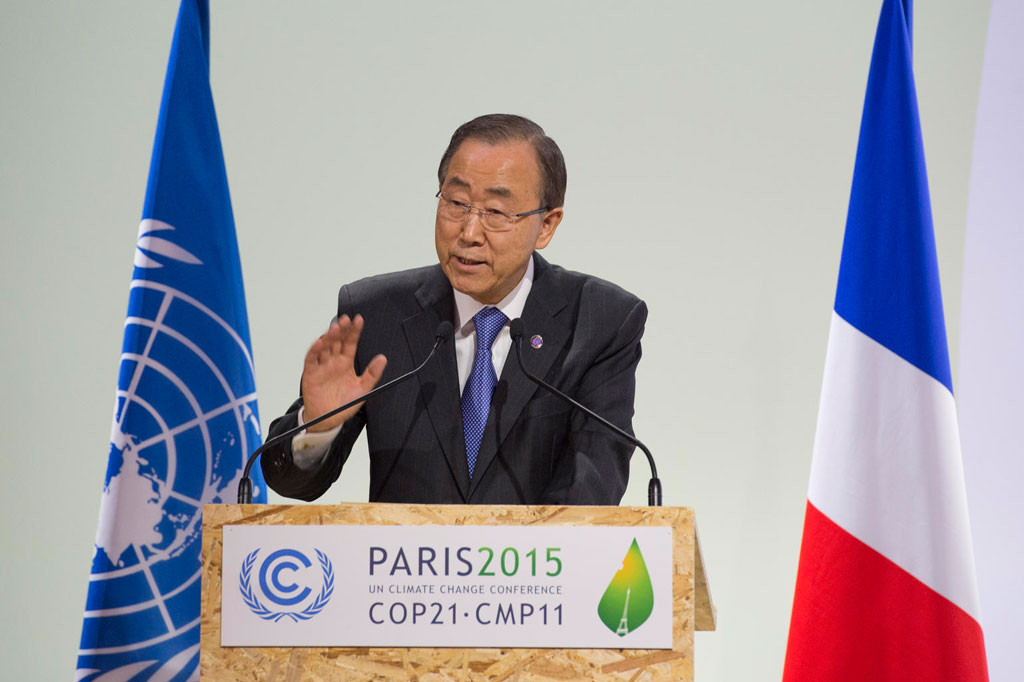 PARIS2015
UN CLIMATE CHANGE CONFERENCE
COP21·CMP11